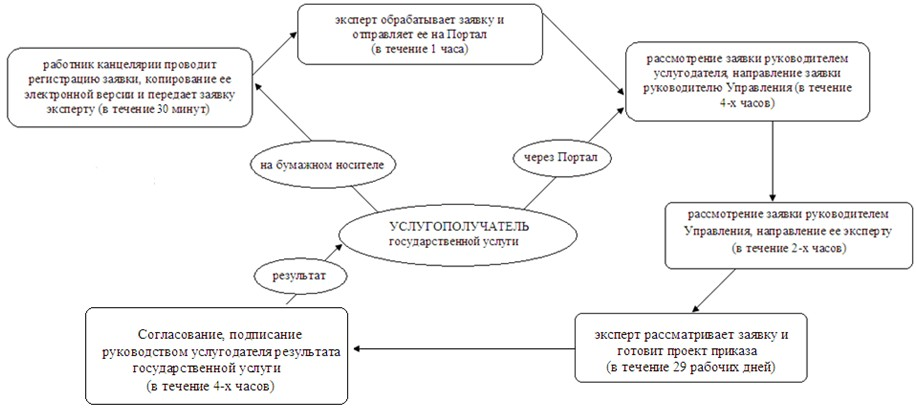 эксперт обрабатывает заявку и
отправляет ее на Портал
(в течение 1 часа)
работник канцелярии проводит
регистрацию заявки, копирование ее
электронной версии и передает заявку
эксперту (в течение 30 минут)
рассмотрение заявки руководителем
услугодателя, направление заявки
руководителю Управления (в течение
4-х часов)
на бумажном носителе
через Портал
УСЛУГОПОЛУЧАТЕЛЬ
государственной услуги
рассмотрение заявки руководителем
Управления, направление ее эксперту
(в течение 2-х часов)
результат
Согласование, подписание
руководством услугодателя результата
государственной услуги
(в течение 4-х часов)
эксперт рассматривает заявку и
готовит проект приказа
(в течение 29 рабочих дней)